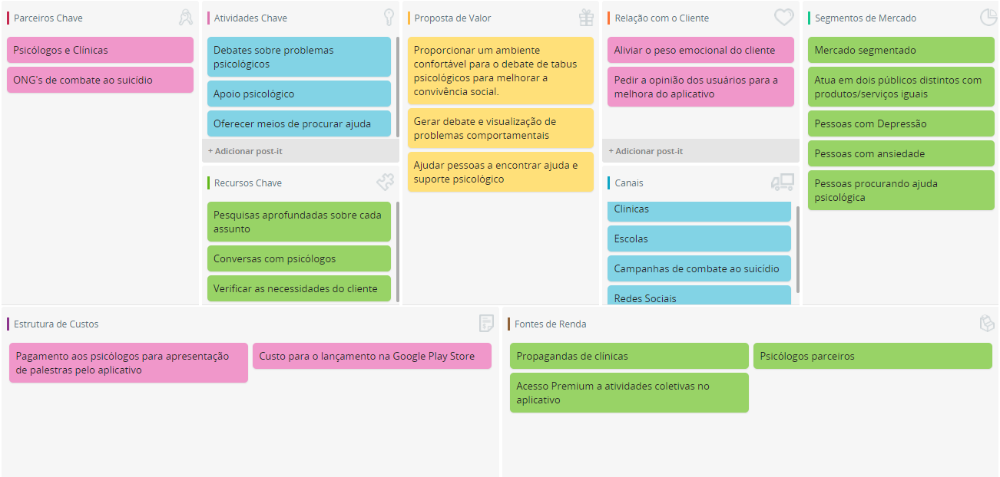 Parceiros Chave
Psicólogos e Clínicas
ONG's de combate ao suicídio
Atividades Chave
Debates sobre problemas
psicológicos
Apoio psicológico
Oferecer meios de procurar ajuda
+ Adicionar post-it
Recursos Chave
Pesquisas aprofundadas sobre cada
assunto
Conversas com psicólogos
Verificar as necessidades do cliente
Proposta de Valor
Proporcionar um ambiente
confortável para o debate de tabus
psicológicos para melhorar a
convivência social.
Gerar debate e visualização de
problemas comportamentais
Ajudar pessoas a encontrar ajuda e
suporte psicológico
Relação com o Cliente
Aliviar o peso emocional do cliente
Pedir a opinião dos usuários para a
melhora do aplicativo
+ Adicionar post-it
Canais
Clinicas
Escolas
Campanhas de combate ao suicídio
Redes Sociais
Segmentos de Mercado
Mercado segmentado
Atua em dois públicos distintos com
produtos/serviços iguais
Pessoas com Depressão
Pessoas com ansiedade
Pessoas procurando ajuda
psicológica
Estrutura de Custos
Pagamento aos psicólogos para apresentação
de palestras pelo aplicativo
Custo para o lançamento na Google Play Store
Fontes de Renda
Propagandas de clínicas
Psicólogos parceiros
Acesso Premium a atividades coletivas no
aplicativo